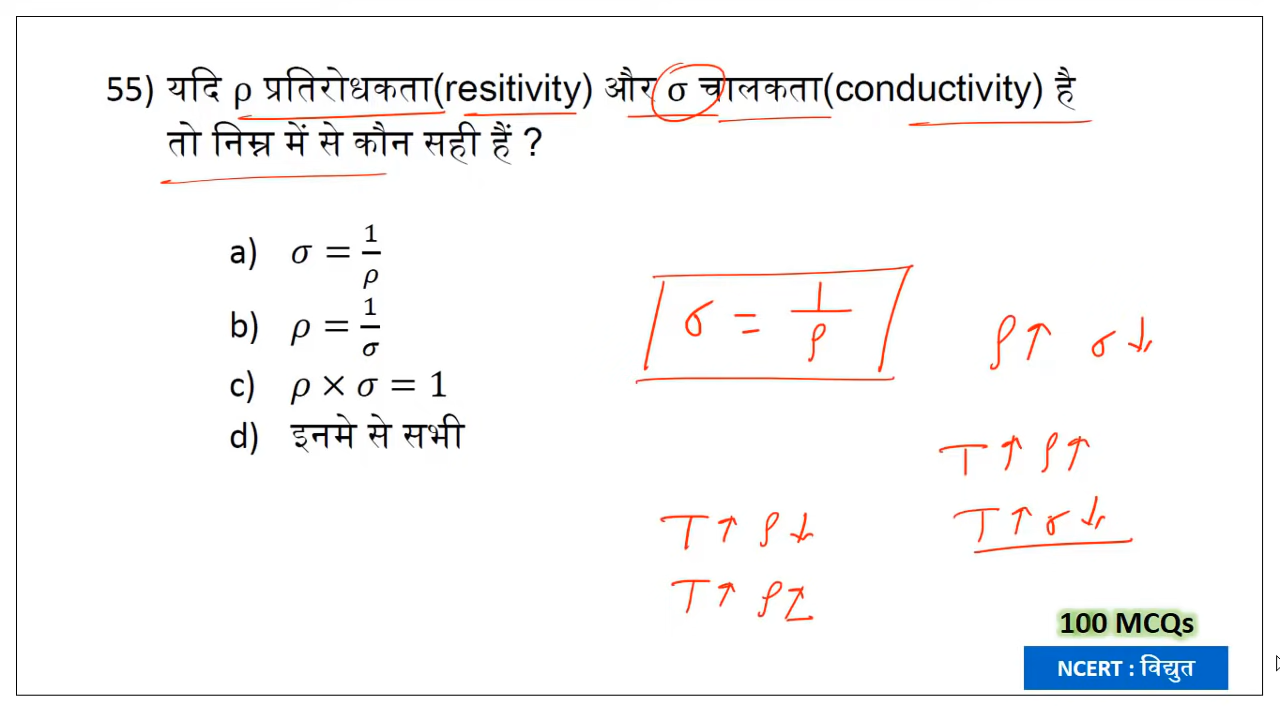 55) यदि ρ प्रतिरोधकता(resitivity) और σ चालकता(conductivity) है
तो निम्न में से कौन सही हैं ?
a) σ = 1/ρ
b) ρ = 1/σ
c) ρ × σ = 1
d) इनमे से सभी
σ = 1/ρ
ρ↑ σ↓
T↑ ρ↑
T↑ σ↓
T↑ ρ↓
T↑ ρ↑
100 MCQs
NCERT : विद्युत